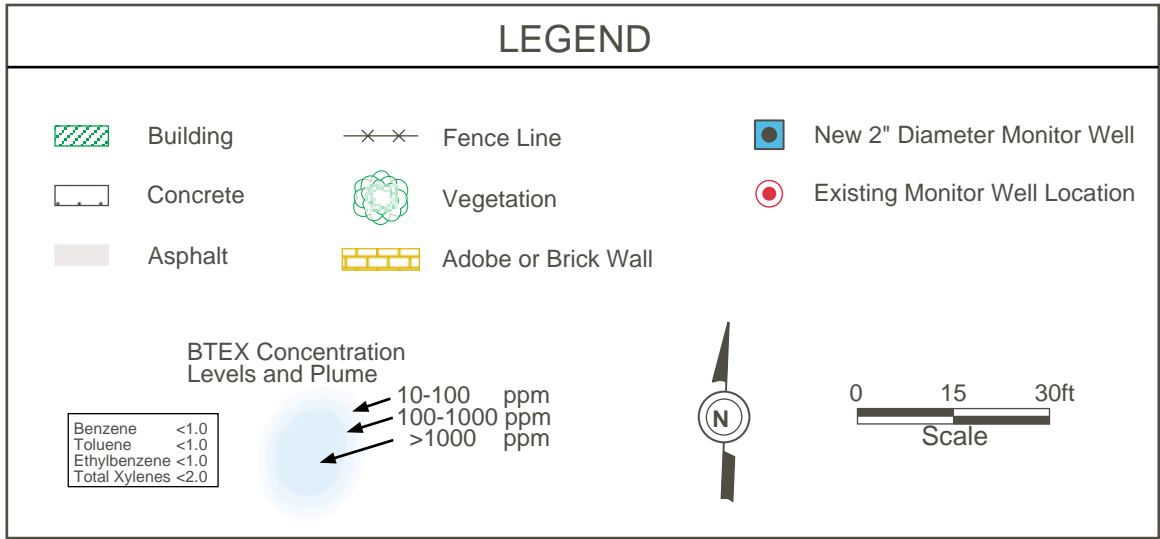 LEGEND
Building
Fence Line
New 2" Diameter Monitor Well
Concrete
Vegetation
Existing Monitor Well Location
Asphalt
Adobe or Brick Wall
BTEX Concentration
Levels and Plume
10-100 ppm
100-1000 ppm
>1000 ppm
Benzene <1.0
Toluene <1.0
Ethylbenzene <1.0
Total Xylenes <2.0
N
0 15 30ft
Scale